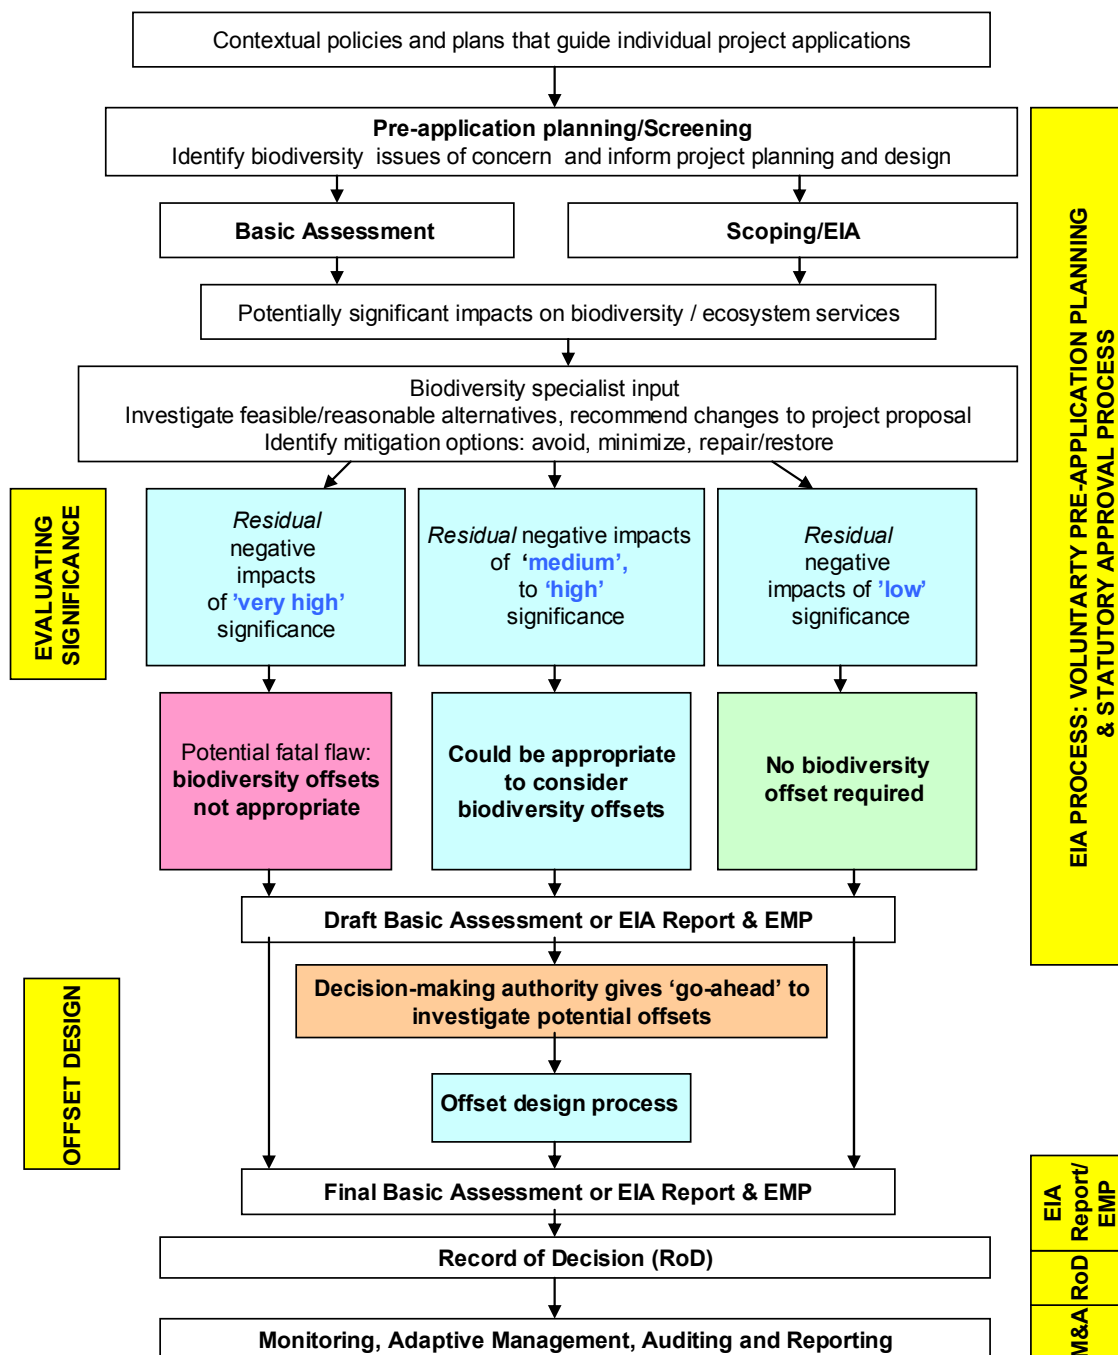 Contextual policies and plans that guide individual project applications
Pre-application planning/Screening
Identify biodiversity issues of concern and inform project planning and design
Basic Assessment
Scoping/EIA
Potentially significant impacts on biodiversity / ecosystem services
Biodiversity specialist input
Investigate feasible/reasonable alternatives, recommend changes to project proposal
Identify mitigation options: avoid, minimize, repair/restore
EVALUATING
SIGNIFICANCE
Residual
negative
impacts
of ’very high’
significance
Residual negative impacts
of ‘medium’,
to ‘high’
significance
Residual
negative
impacts of ’low’
significance
Potential fatal flaw:
biodiversity offsets
not appropriate
Could be appropriate
to consider
biodiversity offsets
No biodiversity
offset required
EIA PROCESS: VOLUNTARTY PRE-APPLICATION PLANNING
& STATUTORY APPROVAL PROCESS
Draft Basic Assessment or EIA Report & EMP
OFFSET DESIGN
Decision-making authority gives ‘go-ahead’ to
investigate potential offsets
Offset design process
Final Basic Assessment or EIA Report & EMP
EIA
Report/
EMP
Record of Decision (RoD)
RoD
Monitoring, Adaptive Management, Auditing and Reporting
M&A